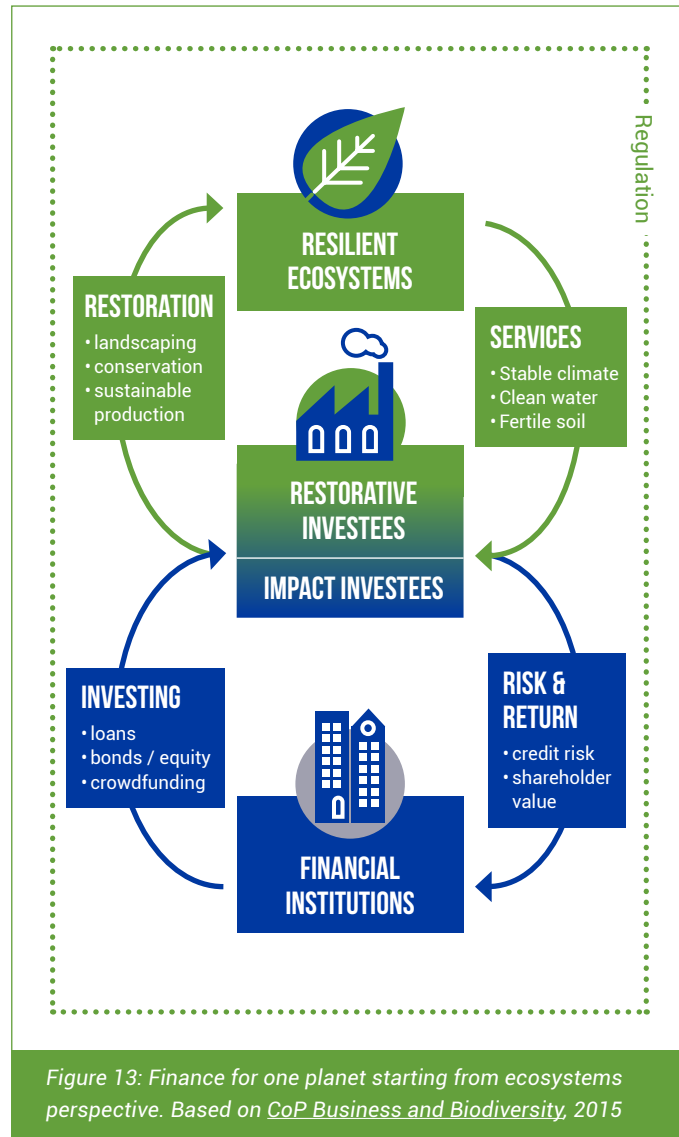 Regulation
RESILIENT
ECOSYSTEMS
RESTORATION
• landscaping
• conservation
• sustainable
production
SERVICES
• Stable climate
• Clean water
• Fertile soil
RESTORATIVE
INVESTEES
IMPACT INVESTEES
INVESTING
• loans
• bonds / equity
• crowdfunding
RISK &
RETURN
• credit risk
• shareholder
value
FINANCIAL
INSTITUTIONS
Figure 13: Finance for one planet starting from ecosystems
perspective. Based on CoP Business and Biodiversity, 2015